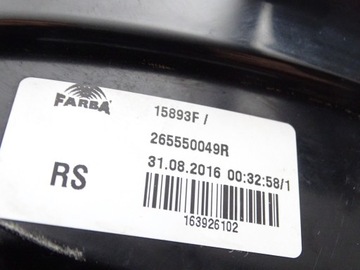 FARBA
15893F /
265550049R
31.08.2016 00:32:58/1
RS
163926102